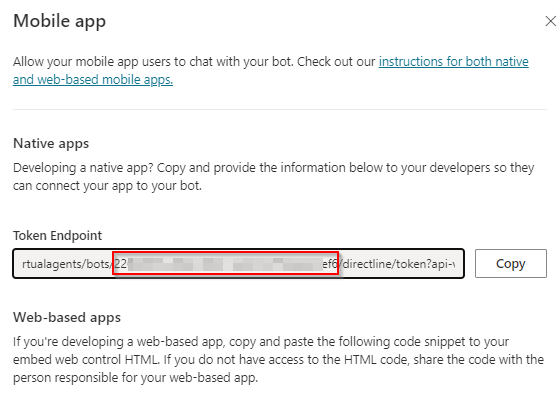 Mobile app
Allow your mobile app users to chat with your bot. Check out our instructions for both native
and web-based mobile apps.
Native apps
Developing a native app? Copy and provide the information below to your developers so they
can connect your app to your bot.
Token Endpoint
rtualagents/bots/22 ef6/directline/token?api-v
Copy
Web-based apps
If you're developing a web-based app, copy and paste the following code snippet to your
embed web control HTML. If you do not have access to the HTML code, share the code with the
person responsible for your web-based app.